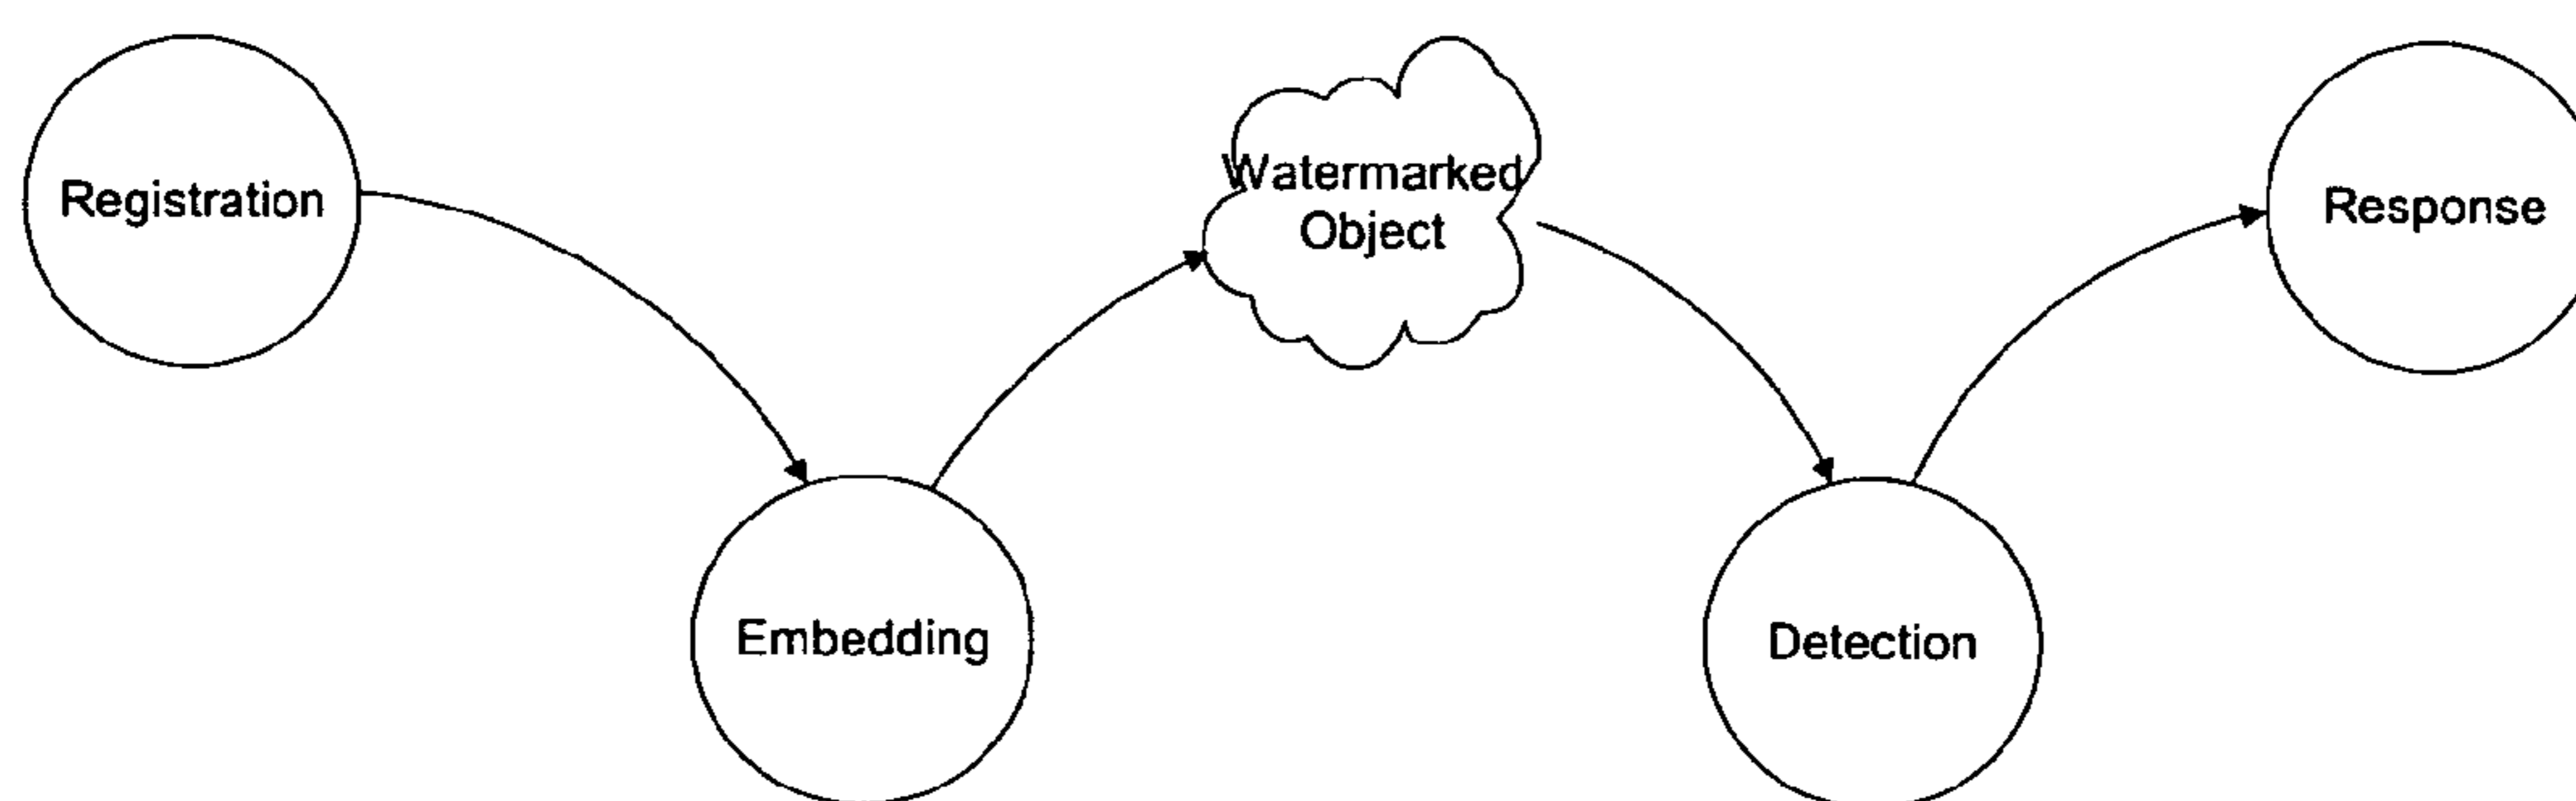 Registration
Embedding
Watermarked
Object
Detection
Response